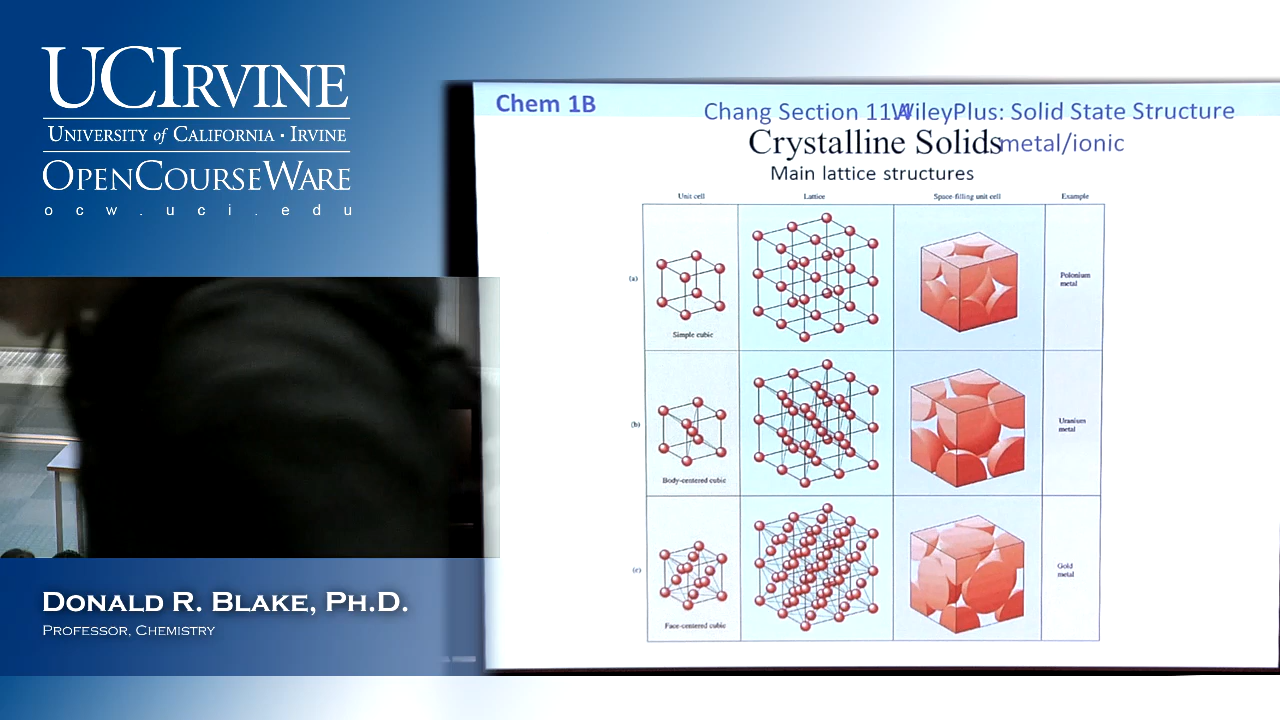 UCIRVINE
UNIVERSITY of CALIFORNIA · IRVINE
OPENCOURSEWARE
ocw.uci.edu
DONALD R. BLAKE, PH.D.
PROFESSOR, CHEMISTRY
Chem 1B
Chang Section 11.4
WileyPlus: Solid State Structure
Crystalline Solids metal/ionic
Main lattice structures
Unit cell Lattice Space-filling unit cell Example
(a)
Simple cubic
Polonium
metal
(b)
Body-centered cubic
Uranium
metal
(c)
Face-centered cubic
Gold
metal